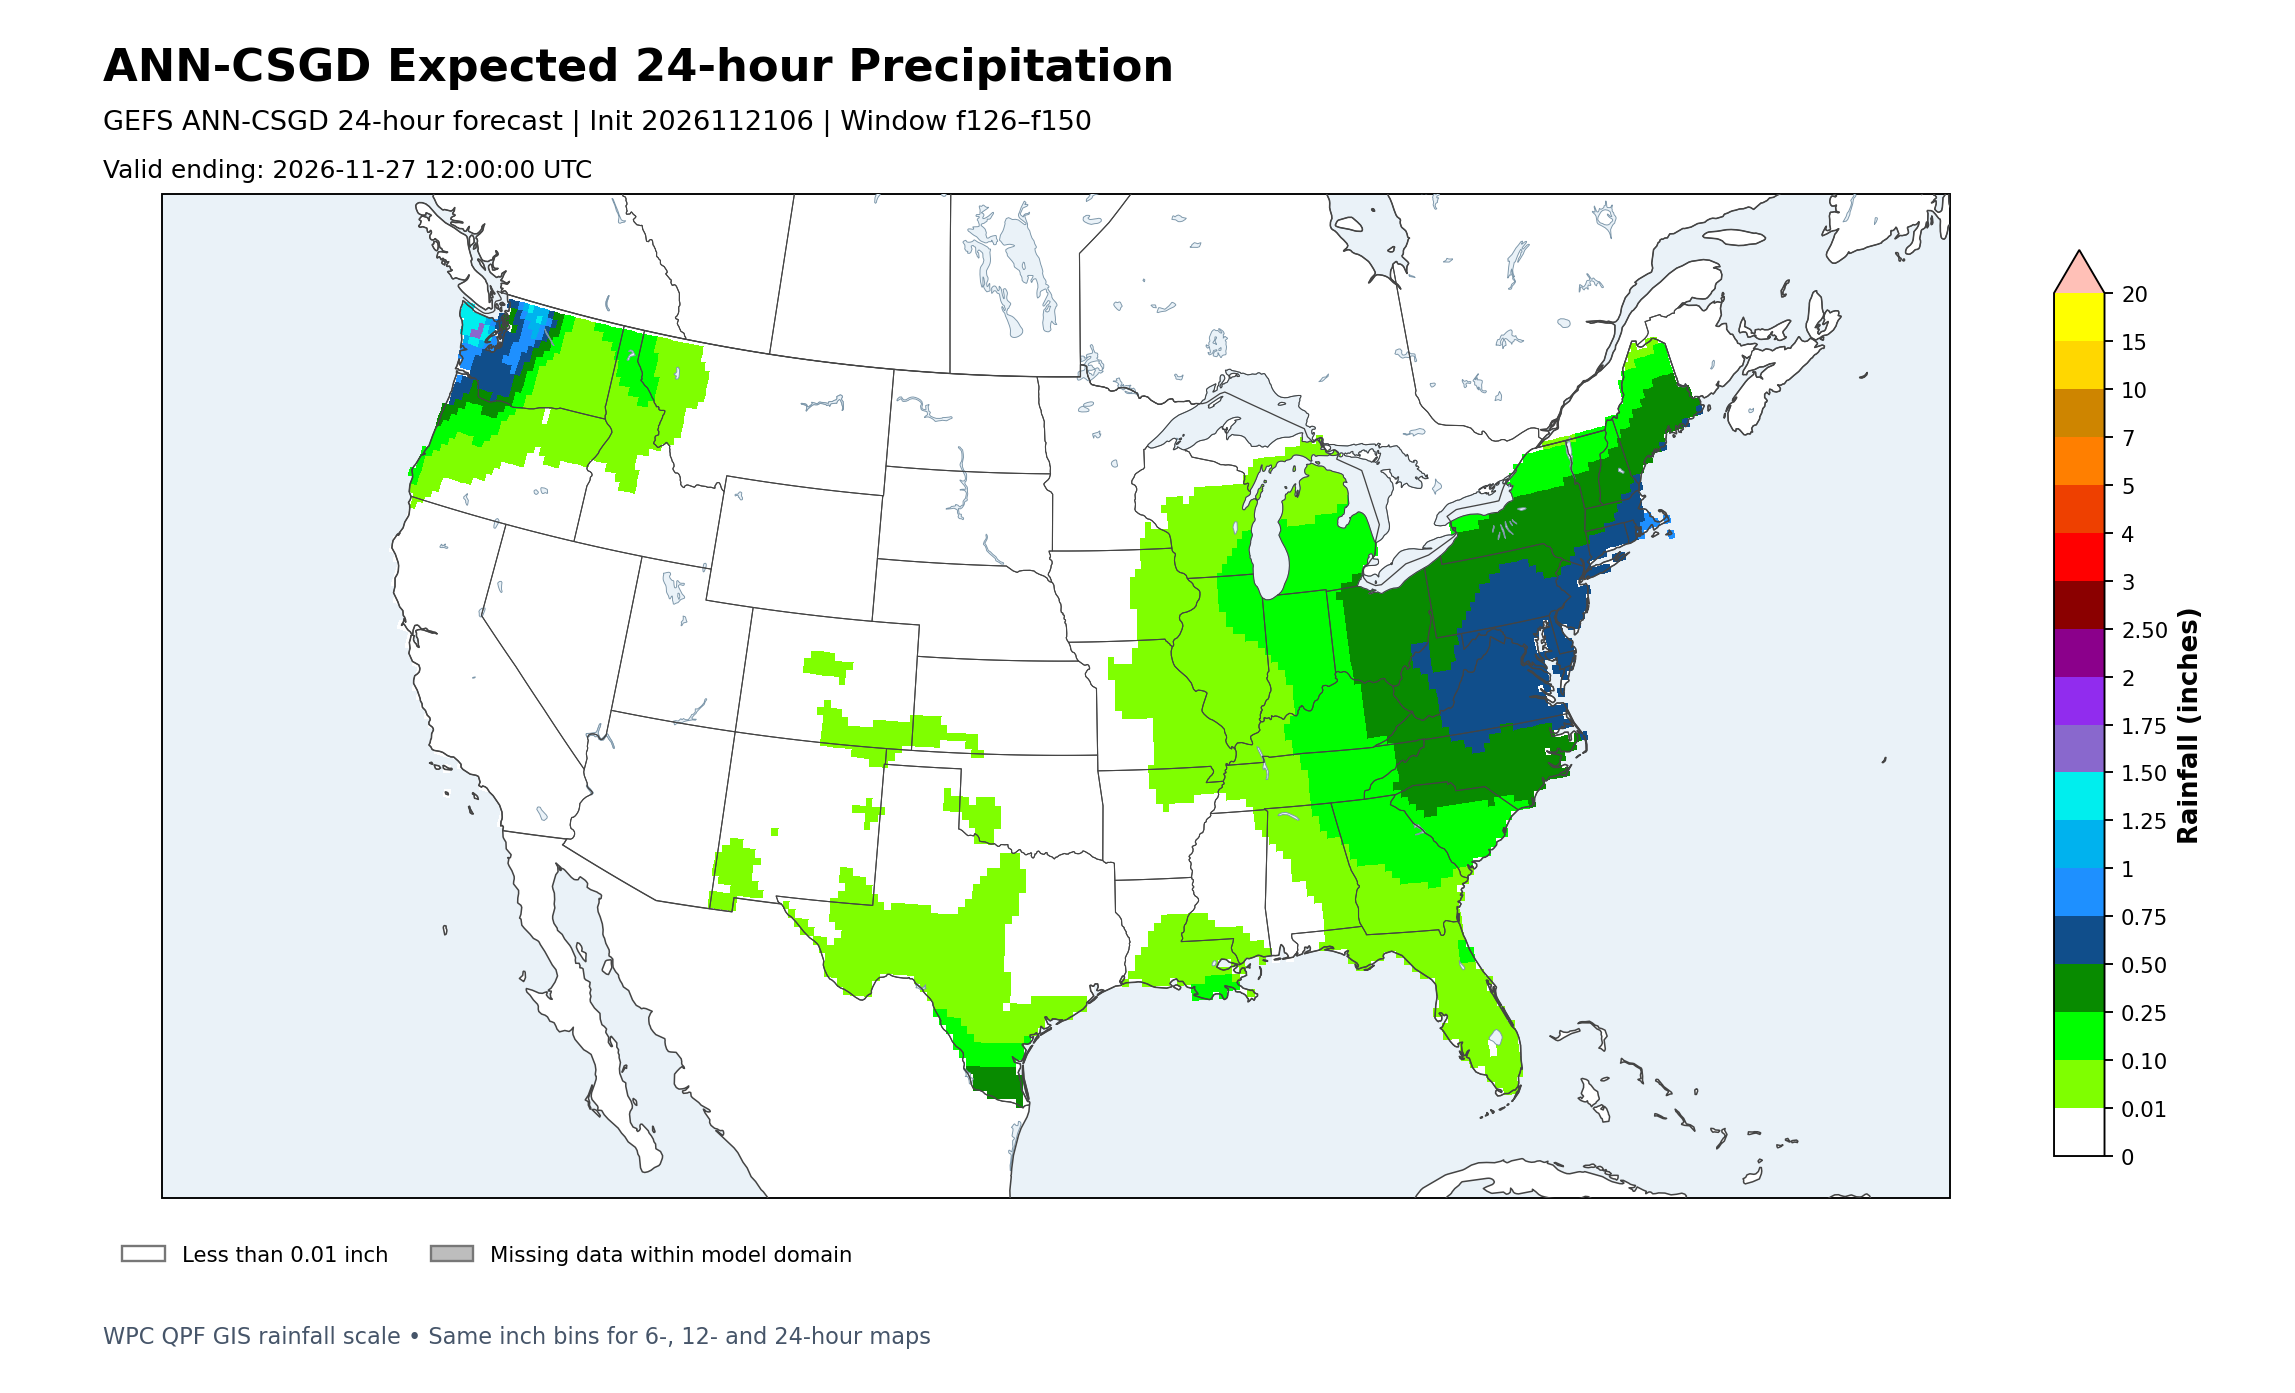 ANN-CSGD Expected 24-hour Precipitation
GEFS ANN-CSGD 24-hour forecast | Init 2026112106 | Window f126–f150
Valid ending: 2026-11-27 12:00:00 UTC
20
15
10
7
5
4
3
2.50
2
1.75
1.50
1.25
1
0.75
0.50
0.25
0.10
0.01
0
Rainfall (inches)
Less than 0.01 inch
Missing data within model domain
WPC QPF GIS rainfall scale • Same inch bins for 6-, 12- and 24-hour maps